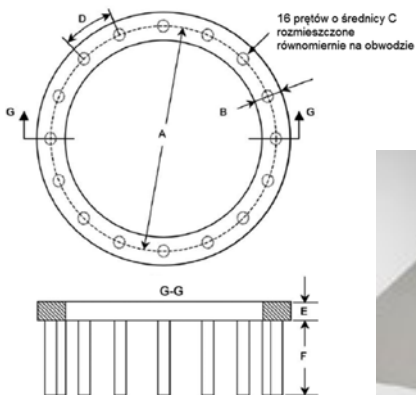 D
16 prętów o średnicy C
rozmieszczone
równomiernie na obwodzie
G
B
G
A
G-G
E
F